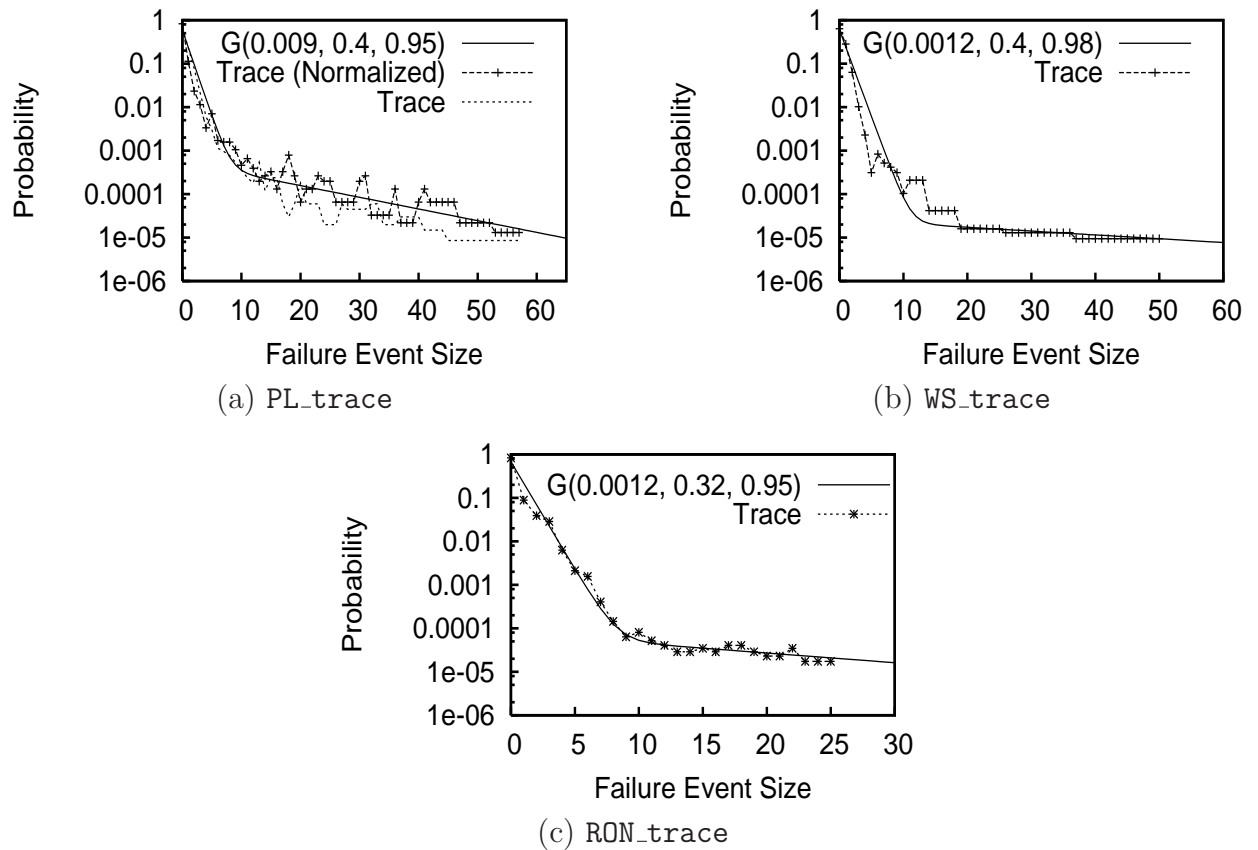 1
0.1
0.01
0.001
0.0001
1e-05
1e-06
Probability
G(0.009, 0.4, 0.95)
Trace (Normalized)
Trace
0 10 20 30 40 50 60
Failure Event Size
(a) PL_trace
1
0.1
0.01
0.001
0.0001
1e-05
1e-06
Probability
G(0.0012, 0.4, 0.98)
Trace
0 10 20 30 40 50 60
Failure Event Size
(b) WS_trace
1
0.1
0.01
0.001
0.0001
1e-05
1e-06
Probability
G(0.0012, 0.32, 0.95)
Trace
0 5 10 15 20 25 30
Failure Event Size
(c) RON_trace